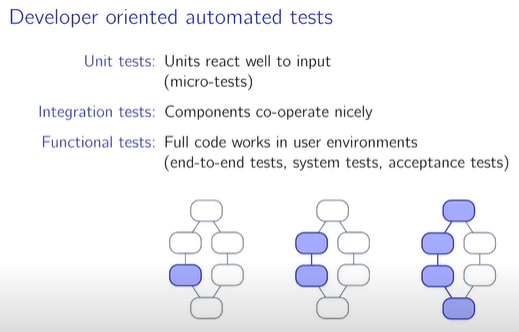 Developer oriented automated tests
Unit tests: Units react well to input
(micro-tests)
Integration tests: Components co-operate nicely
Functional tests: Full code works in user environments
(end-to-end tests, system tests, acceptance tests)